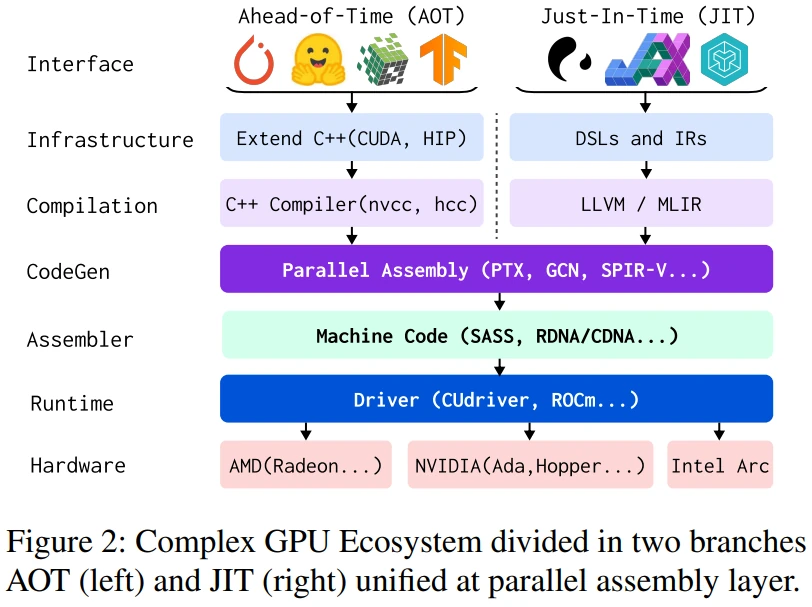 Ahead-of-Time (AOT) Just-In-Time (JIT)
Interface
Infrastructure Extend C++(CUDA, HIP) DSLs and IRs
Compilation C++ Compiler(nvcc, hcc) LLVM / MLIR
CodeGen Parallel Assembly (PTX, GCN, SPIR-V...)
Assembler Machine Code (SASS, RDNA/CDNA...)
Runtime Driver (CUdriver, ROCm...)
Hardware AMD(Radeon...) NVIDIA(Ada,Hopper...) Intel Arc
Figure 2: Complex GPU Ecosystem divided in two branches
AOT (left) and JIT (right) unified at parallel assembly layer.